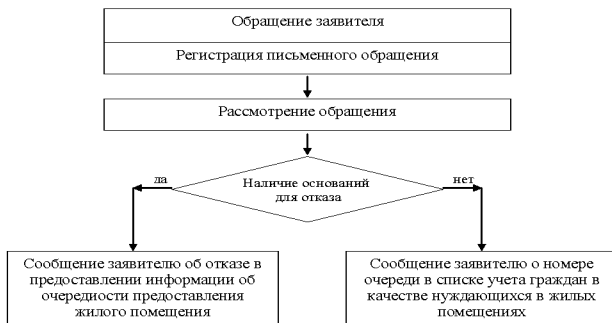 Обращение заявителя
Регистрация письменного обращения
Рассмотрение обращения
Наличие оснований
для отказа
да
нет
Сообщение заявителю об отказе в
предоставлении информации об
очередности предоставления
жилого помещения
Сообщение заявителю о номере
очереди в списке учета граждан в
качестве нуждающихся в жилых
помещениях